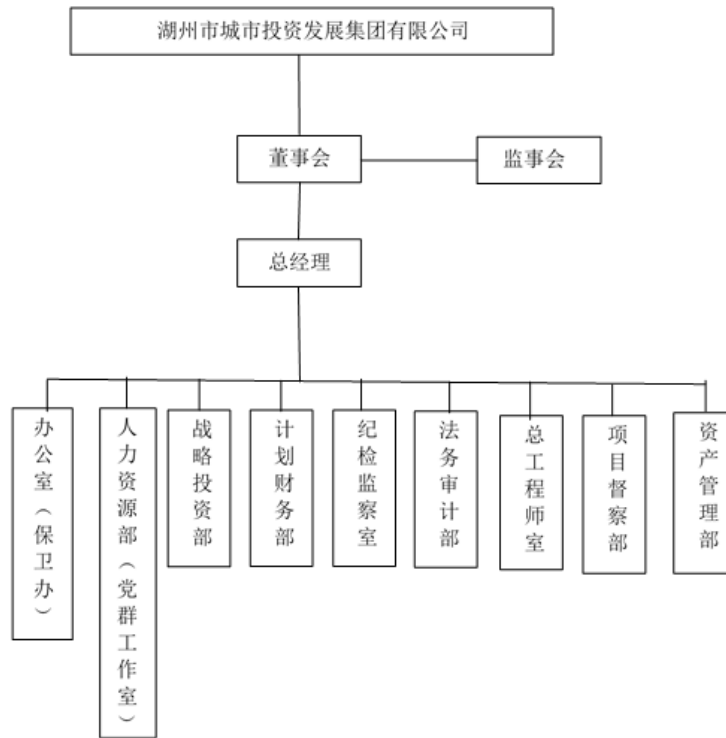 湖州市城市投资发展集团有限公司
董事会
监事会
总经理
办公室（保卫办）
人力资源部（党群工作室）
战略投资部
计划财务部
纪检监察室
法务审计部
总工程师室
项目督察部
资产管理部